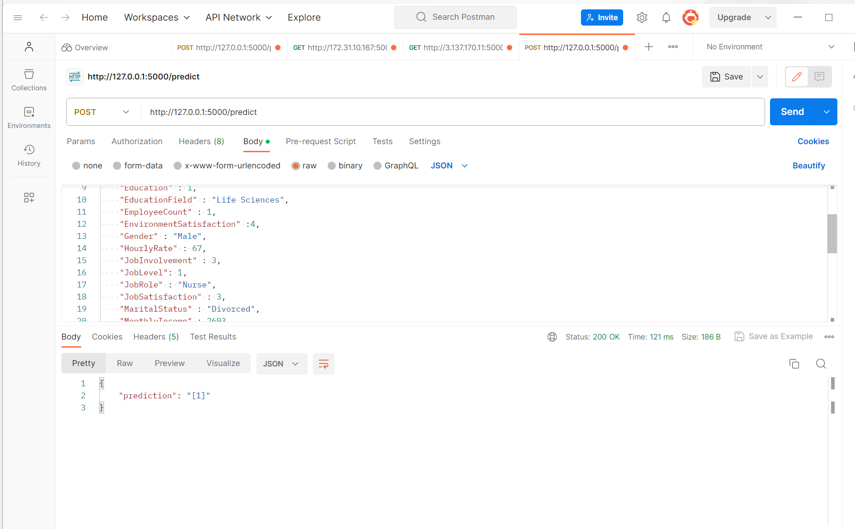 Home Workspaces API Network Explore Search Postman Invite Upgrade
Overview POST http://127.0.0.1:5000/p GET http://172.31.10.167:50 GET http://3.137.170.11:5000 POST http://127.0.0.1:5000/p No Environment
http://127.0.0.1:5000/predict Save
Collections
POST http://127.0.0.1:5000/predict Send
Environments
Params Authorization Headers (8) Body Pre-request Script Tests Settings Cookies
History
none form-data x-www-form-urlencoded raw binary GraphQL JSON Beautify
9 "Education" : 1,
10 "EducationField" : "Life Sciences",
11 "EmployeeCount" : 1,
12 "EnvironmentSatisfaction" :4,
13 "Gender" : "Male",
14 "HourlyRate" : 67,
15 "JobInvolvement" : 3,
16 "JobLevel": 1,
17 "JobRole" : "Nurse",
18 "JobSatisfaction" : 3,
19 "MaritalStatus" : "Divorced",
20 "MonthlyIncome" : 2693
Body Cookies Headers (5) Test Results Status: 200 OK Time: 121 ms Size: 186 B Save as Example
Pretty Raw Preview Visualize JSON
1 {
2 "prediction": "[1]"
3 }